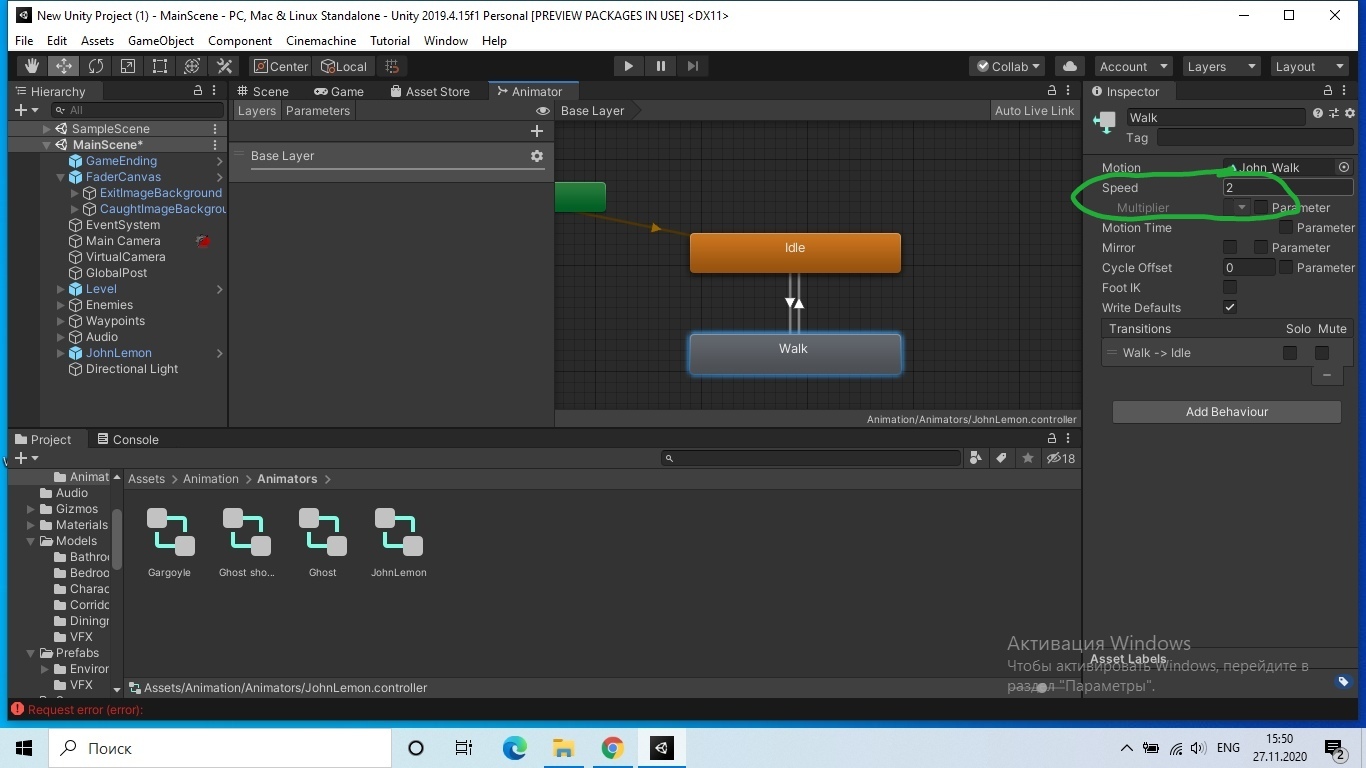 New Unity Project (1) - MainScene - PC, Mac & Linux Standalone - Unity 2019.4.15f1 Personal [PREVIEW PACKAGES IN USE] <DX11>
File Edit Assets GameObject Component Cinemachine Tutorial Window Help
Center Local Collab Account Layers Layout
Hierarchy
All
SampleScene
MainScene*
GameEnding
FaderCanvas
ExitImageBackground
CaughtImageBackgrou
EventSystem
Main Camera
VirtualCamera
GlobalPost
Level
Enemies
Waypoints
Audio
JohnLemon
Directional Light
Scene Game Asset Store Animator
Layers Parameters Base Layer Auto Live Link
Base Layer
Idle
Walk
Animation/Animators/JohnLemon.controller
Inspector
Walk
Tag
Motion John_Walk
Speed 2
Multiplier Parameter
Motion Time Parameter
Mirror Parameter
Cycle Offset 0 Parameter
Foot IK
Write Defaults
Transitions Solo Mute
Walk -> Idle
Add Behaviour
Project Console
18
Animat
Audio
Gizmos
Materials
Models
Bathro
Bedroo
Charac
Corrido
Diningr
VFX
Prefabs
Enviror
VFX
Assets > Animation > Animators >
Gargoyle Ghost sho... Ghost JohnLemon
Assets/Animation/Animators/JohnLemon.controller
Asset Labels
Активация Windows
Чтобы активировать Windows, перейдите в
раздел "Параметры".
Request error (error):
Поиск
ENG
15:50
27.11.2020
2